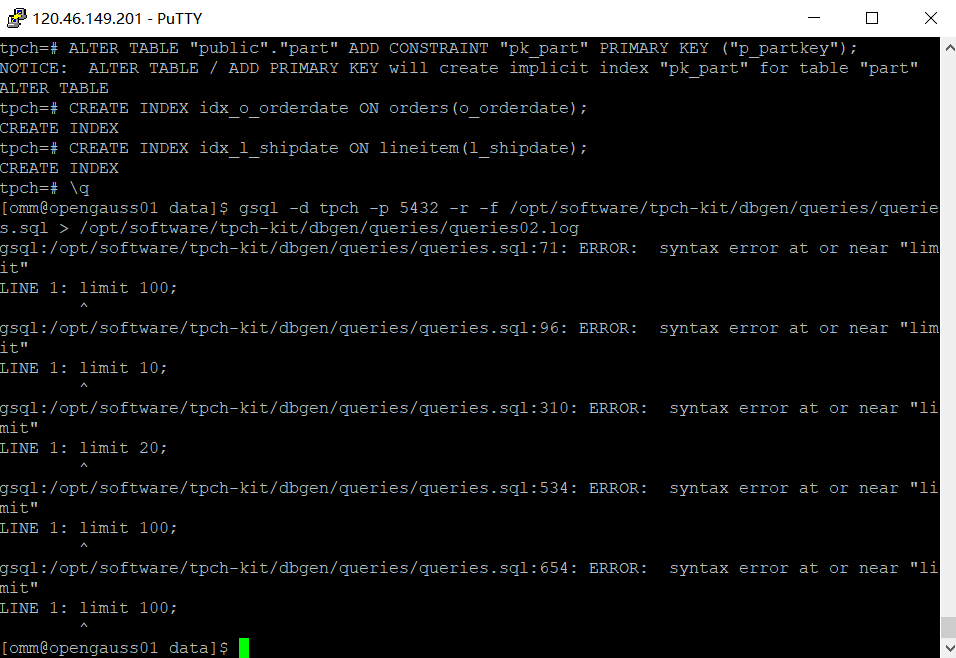 120.46.149.201 - PuTTY
tpch=# ALTER TABLE "public"."part" ADD CONSTRAINT "pk_part" PRIMARY KEY ("p_partkey");
NOTICE:  ALTER TABLE / ADD PRIMARY KEY will create implicit index "pk_part" for table "part"
ALTER TABLE
tpch=# CREATE INDEX idx_o_orderdate ON orders(o_orderdate);
CREATE INDEX
tpch=# CREATE INDEX idx_l_shipdate ON lineitem(l_shipdate);
CREATE INDEX
tpch=# \q
[omm@opengauss01 data]$ gsql -d tpch -p 5432 -r -f /opt/software/tpch-kit/dbgen/queries/querie
s.sql > /opt/software/tpch-kit/dbgen/queries/queries02.log
gsql:/opt/software/tpch-kit/dbgen/queries/queries.sql:71: ERROR:  syntax error at or near "lim
it"
LINE 1: limit 100;
        ^
gsql:/opt/software/tpch-kit/dbgen/queries/queries.sql:96: ERROR:  syntax error at or near "lim
it"
LINE 1: limit 10;
        ^
gsql:/opt/software/tpch-kit/dbgen/queries/queries.sql:310: ERROR:  syntax error at or near "li
mit"
LINE 1: limit 20;
        ^
gsql:/opt/software/tpch-kit/dbgen/queries/queries.sql:534: ERROR:  syntax error at or near "li
mit"
LINE 1: limit 100;
        ^
gsql:/opt/software/tpch-kit/dbgen/queries/queries.sql:654: ERROR:  syntax error at or near "li
mit"
LINE 1: limit 100;
        ^
[omm@opengauss01 data]$